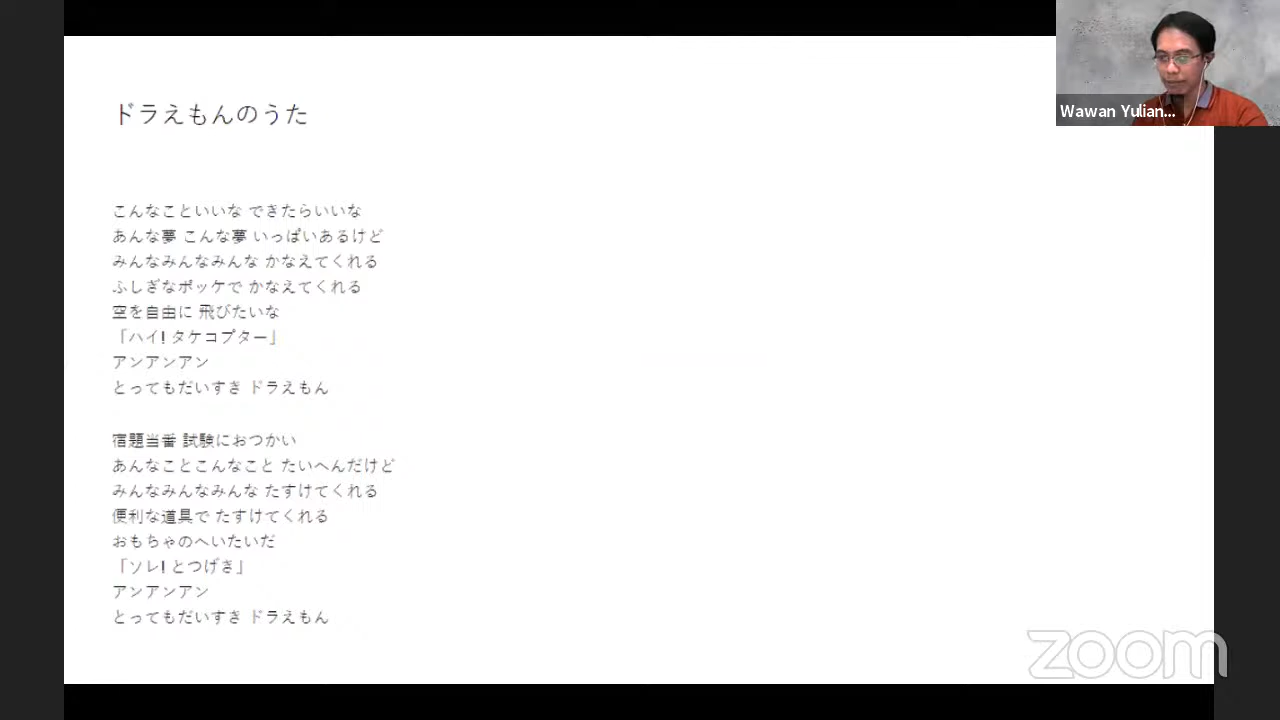 ドラえもんのうた
こんなこといいな できたらいいな
あんな夢 こんな夢 いっぱいあるけど
みんなみんなみんな かなえてくれる
ふしぎなポッケで かなえてくれる
空を自由に 飛びたいな
「ハイ! タケコプター」
アンアンアン
とってもだいすき ドラえもん
宿題当番 試験におつかい
あんなことこんなこと たいへんだけど
みんなみんなみんな たすけてくれる
便利な道具で たすけてくれる
おもちゃのへいたいだ
「ソレ! とつげき」
アンアンアン
とってもだいすき ドラえもん
Wawan Yulian...
zoom